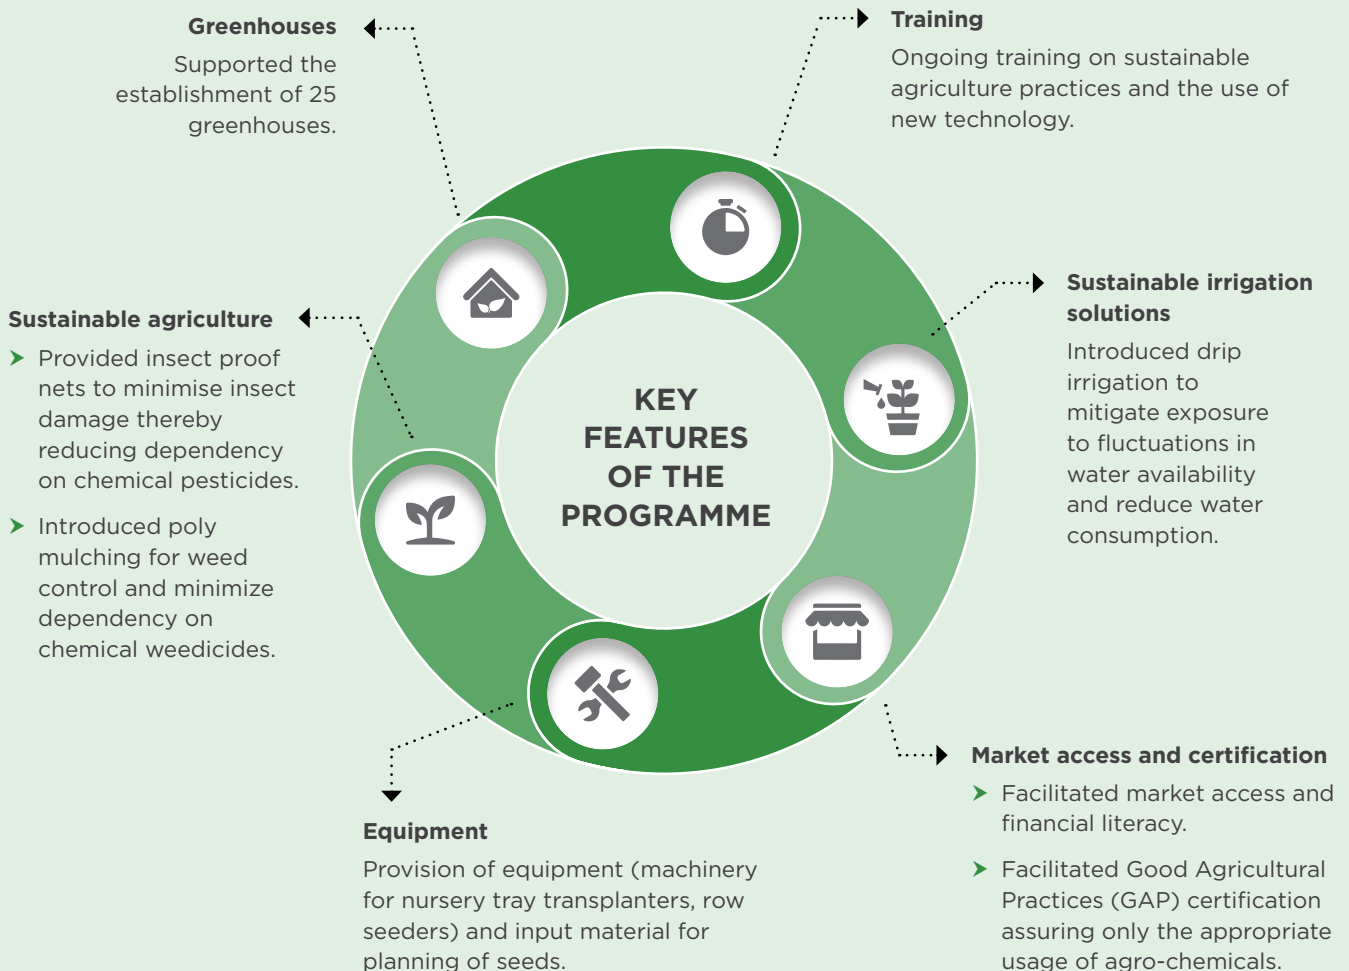 Greenhouses
Supported the
establishment of 25
greenhouses.
Training
Ongoing training on sustainable
agriculture practices and the use of
new technology.
Sustainable irrigation
solutions
Introduced drip
irrigation to
mitigate exposure
to fluctuations in
water availability
and reduce water
consumption.
Sustainable agriculture
Provided insect proof
nets to minimise insect
damage thereby
reducing dependency
on chemical pesticides.
Introduced poly
mulching for weed
control and minimize
dependency on
chemical weedicides.
KEY
FEATURES
OF THE
PROGRAMME
Equipment
Provision of equipment (machinery
for nursery tray transplanters, row
seeders) and input material for
planning of seeds.
Market access and certification
Facilitated market access and
financial literacy.
Facilitated Good Agricultural
Practices (GAP) certification
assuring only the appropriate
usage of agro-chemicals.